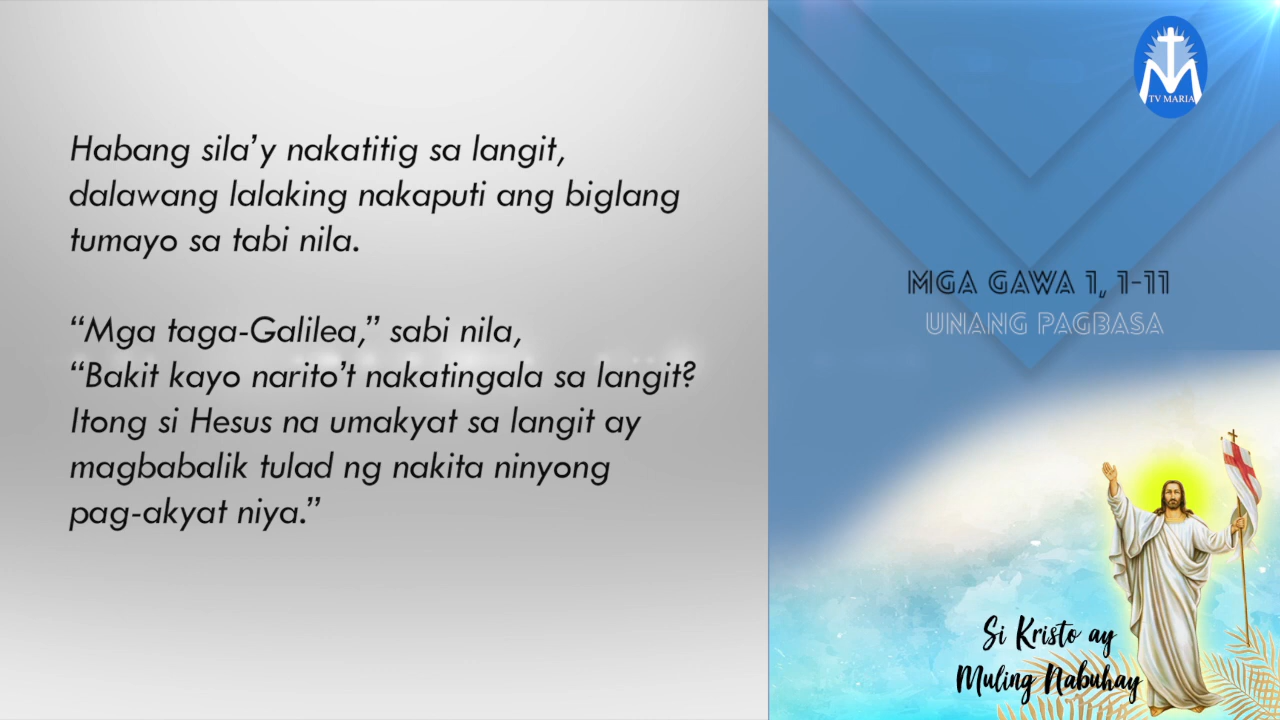 Habang sila’y nakatitig sa langit,
dalawang lalaking nakaputi ang biglang
tumayo sa tabi nila.
“Mga taga-Galilea,” sabi nila,
“Bakit kayo narito’t nakatingala sa langit?
Itong si Hesus na umakyat sa langit ay
magbabalik tulad ng nakita ninyong
pag-akyat niya.”
TV MARIA
MGA GAWA 1, 1-11
UNANG PAGBASA
Si Kristo ay
Muling Nabuhay